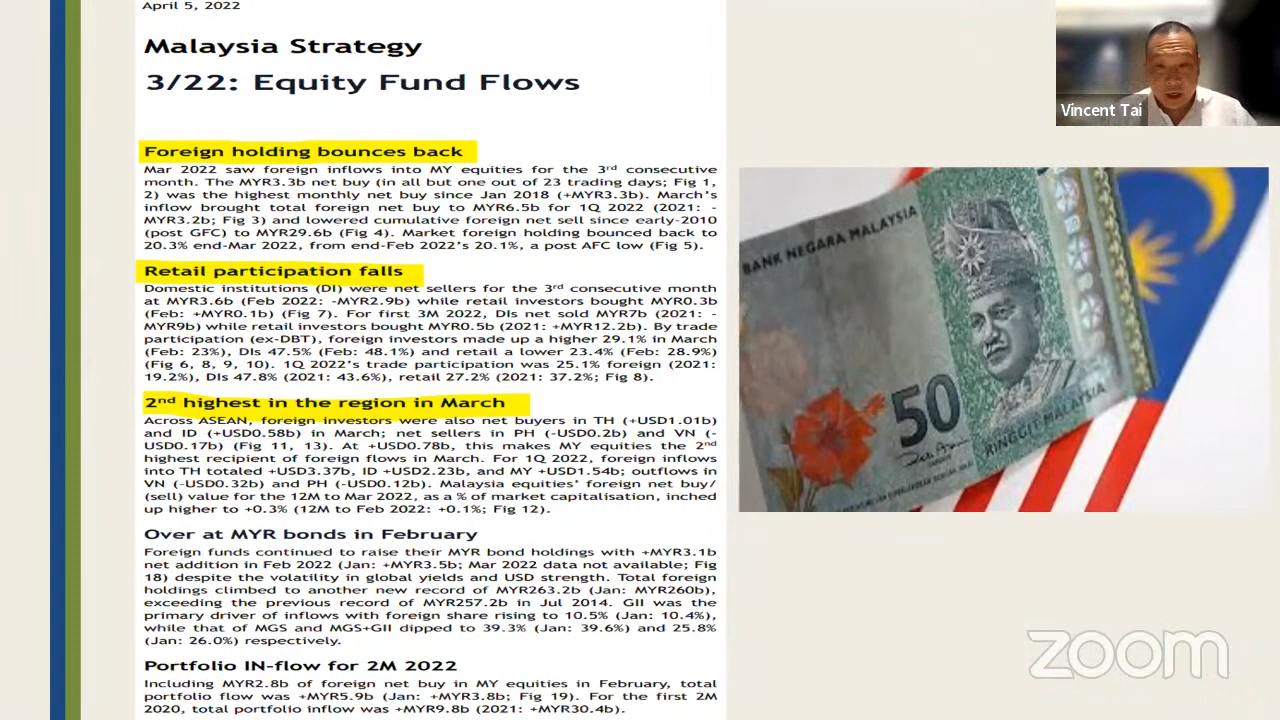 April 5, 2022
Malaysia Strategy
3/22: Equity Fund Flows
Foreign holding bounces back
Mar 2022 saw foreign inflows into MY equities for the 3rd consecutive
month. The MYR3.3b net buy (in all but one out of 23 trading days; Fig 1,
2) was the highest monthly net buy since Jan 2018 (+MYR3.3b). March's
inflow brought total foreign net buy to MYR6.5b for 1Q 2022 (2021: -
MYR3.2b; Fig 3) and lowered cumulative foreign net sell since early-2010
(post GFC) to MYR29.6b (Fig 4). Market foreign holding bounced back to
20.3% end-Mar 2022, from end-Feb 2022's 20.1%, a post AFC low (Fig 5).
Retail participation falls
Domestic institutions (DI) were net sellers for the 3rd consecutive month
at MYR3.6b (Feb 2022: -MYR2.9b) while retail investors bought MYR0.3b
(Feb: +MYR0.1b) (Fig 7). For first 3M 2022, DIs net sold MYR7b (2021: -
MYR9b) while retail investors bought MYR0.5b (2021: +MYR12.2b). By trade
participation (ex-DBT), foreign investors made up a higher 29.1% in March
(Feb: 23%), DIs 47.5% (Feb: 48.1%) and retail a lower 23.4% (Feb: 28.9%)
(Fig 6, 8, 9, 10). 1Q 2022's trade participation was 25.1% foreign (2021:
19.2%), DIs 47.8% (2021: 43.6%), retail 27.2% (2021: 37.2%; Fig 8).
2nd highest in the region in March
Across ASEAN, foreign investors were also net buyers in TH (+USD1.01b)
and ID (+USD0.58b) in March; net sellers in PH (-USD0.2b) and VN (-
USD0.17b) (Fig 11, 13). At +USD0.78b, this makes MY equities the 2nd
highest recipient of foreign flows in March. For 1Q 2022, foreign inflows
into TH totaled +USD3.37b, ID +USD2.23b, and MY +USD1.54b; outflows in
VN (-USD0.32b) and PH (-USD0.12b). Malaysia equities' foreign net buy/
(sell) value for the 12M to Mar 2022, as a % of market capitalisation, inched
up higher to +0.3% (12M to Feb 2022: +0.1%; Fig 12).
Over at MYR bonds in February
Foreign funds continued to raise their MYR bond holdings with +MYR3.1b
net addition in Feb 2022 (Jan: +MYR3.5b; Mar 2022 data not available; Fig
18) despite the volatility in global yields and USD strength. Total foreign
holdings climbed to another new record of MYR263.2b (Jan: MYR260b),
exceeding the previous record of MYR257.2b in Jul 2014. GII was the
primary driver of inflows with foreign share rising to 10.5% (Jan: 10.4%),
while that of MGS and MGS+GII dipped to 39.3% (Jan: 39.6%) and 25.8%
(Jan: 26.0%) respectively.
Portfolio IN-flow for 2M 2022
Including MYR2.8b of foreign net buy in MY equities in February, total
portfolio flow was +MYR5.9b (Jan: +MYR3.8b; Fig 19). For the first 2M
2020, total portfolio inflow was +MYR9.8b (2021: +MYR30.4b).
Vincent Tai
BANK NEGARA MALAYSIA
50
RINGGIT MALAYSIA
zoom